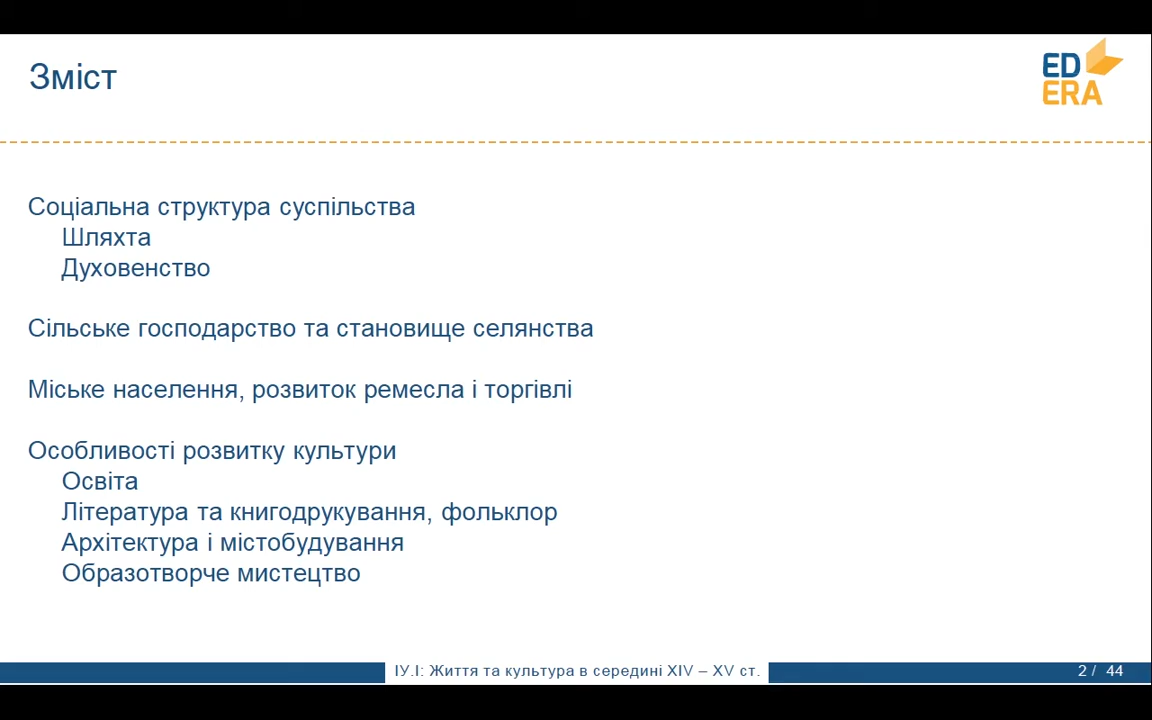 Зміст
ED
ERA
Соціальна структура суспільства
Шляхта
Духовенство
Сільське господарство та становище селянства
Міське населення, розвиток ремесла і торгівлі
Особливості розвитку культури
Освіта
Література та книгодрукування, фольклор
Архітектура і містобудування
Образотворче мистецтво
ІУ.І: Життя та культура в середині XIV – XV ст.
2 / 44